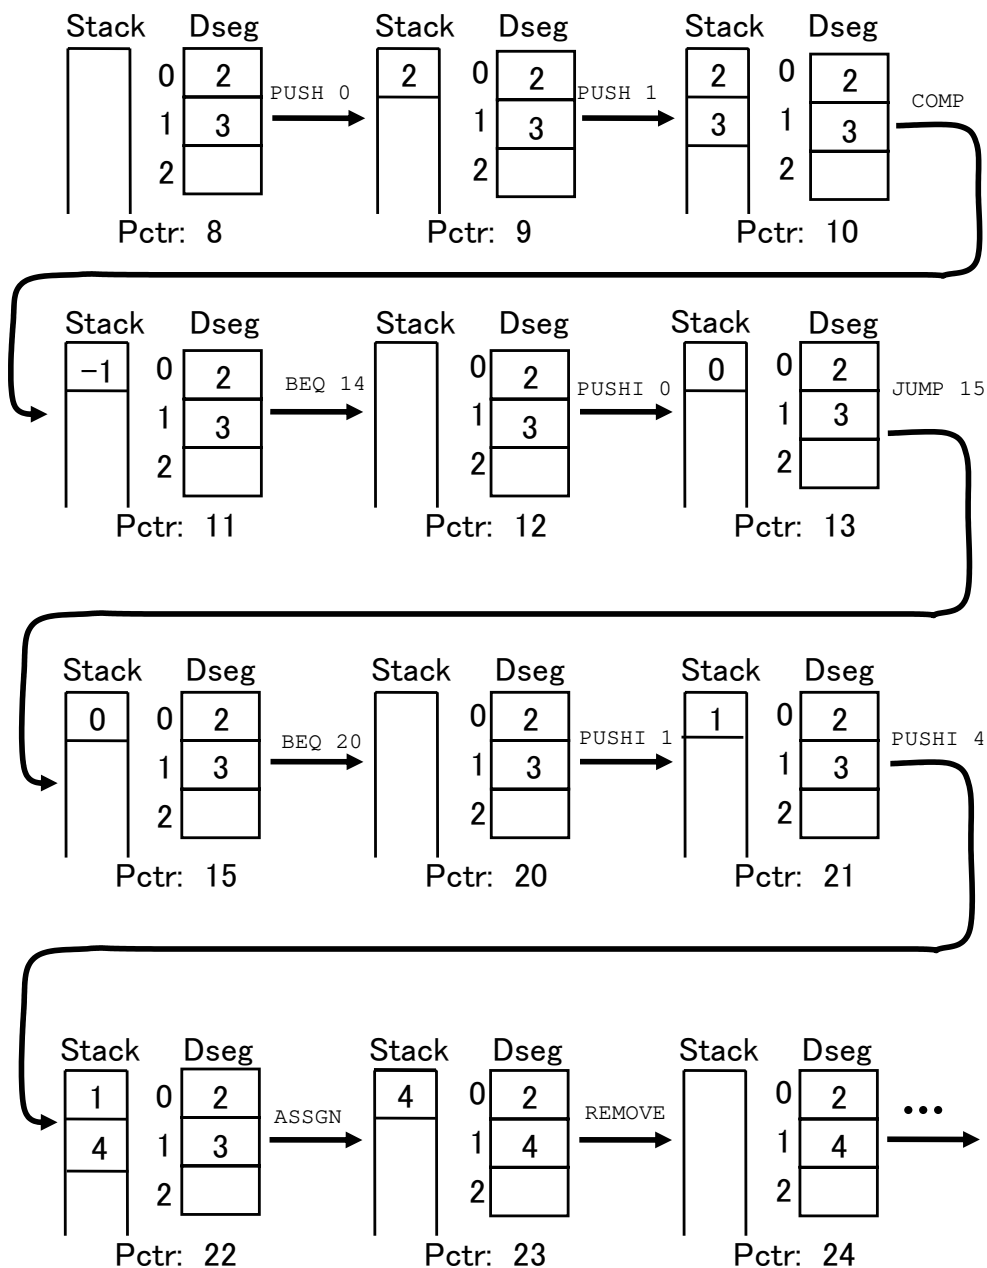 Stack Dseg Stack Dseg Stack Dseg
0 2 PUSH 0 2 0 2 PUSH 1 2 0 2 COMP
1 3 1 3 3 1 3
2 2 2
Pctr: 8 Pctr: 9 Pctr: 10
Stack Dseg Stack Dseg Stack Dseg
-1 0 2 BEQ 14 0 2 PUSHI 0 0 0 2 JUMP 15
1 3 1 3 1 3
2 2 2
Pctr: 11 Pctr: 12 Pctr: 13
Stack Dseg Stack Dseg Stack Dseg
0 0 2 BEQ 20 0 2 PUSHI 1 1 0 2 PUSHI 4
1 3 1 3 1 3
2 2 2
Pctr: 15 Pctr: 20 Pctr: 21
Stack Dseg Stack Dseg Stack Dseg
1 0 2 ASSGN 4 0 2 REMOVE 0 2 •••
4 1 3 1 4 1 4
2 2 2
Pctr: 22 Pctr: 23 Pctr: 24